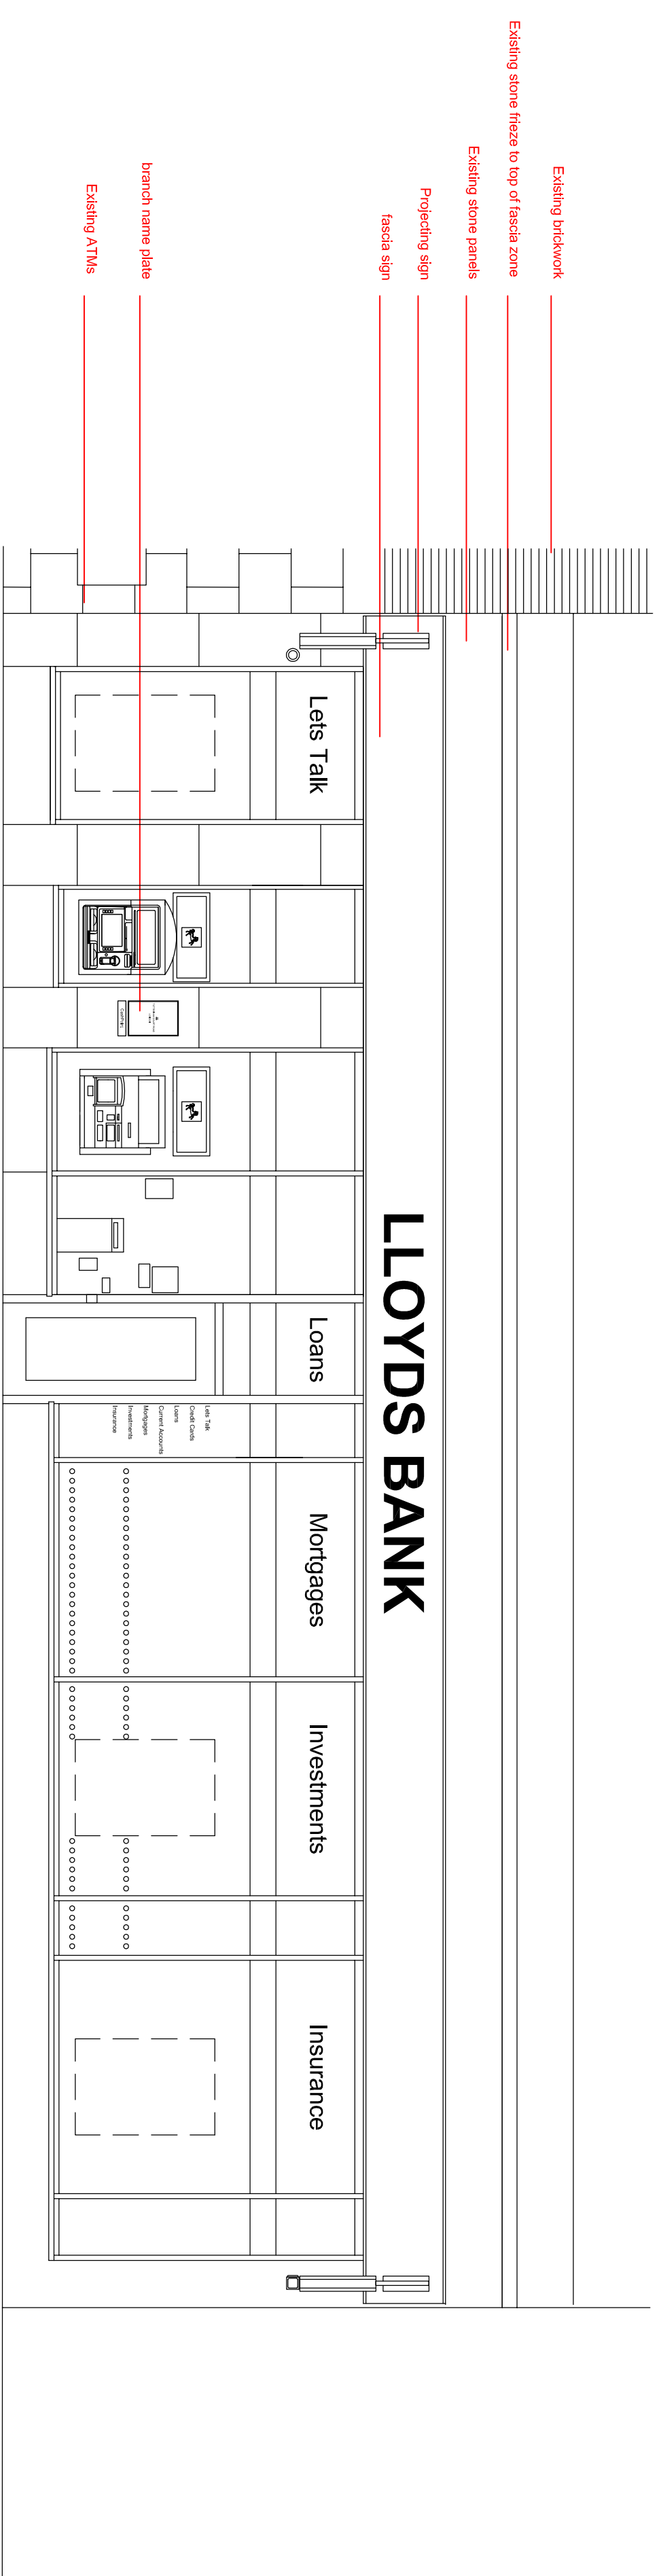 Existing brickwork
Existing stone frieze to top of fascia zone
Existing stone panels
Projecting sign
fascia sign
branch name plate
Existing ATMs
LLOYDS BANK
Lets Talk
Loans
Mortgages
Investments
Insurance
CashPoint
Lets Talk
Credit Cards
Loans
Current Accounts
Mortgages
Investments
Insurance